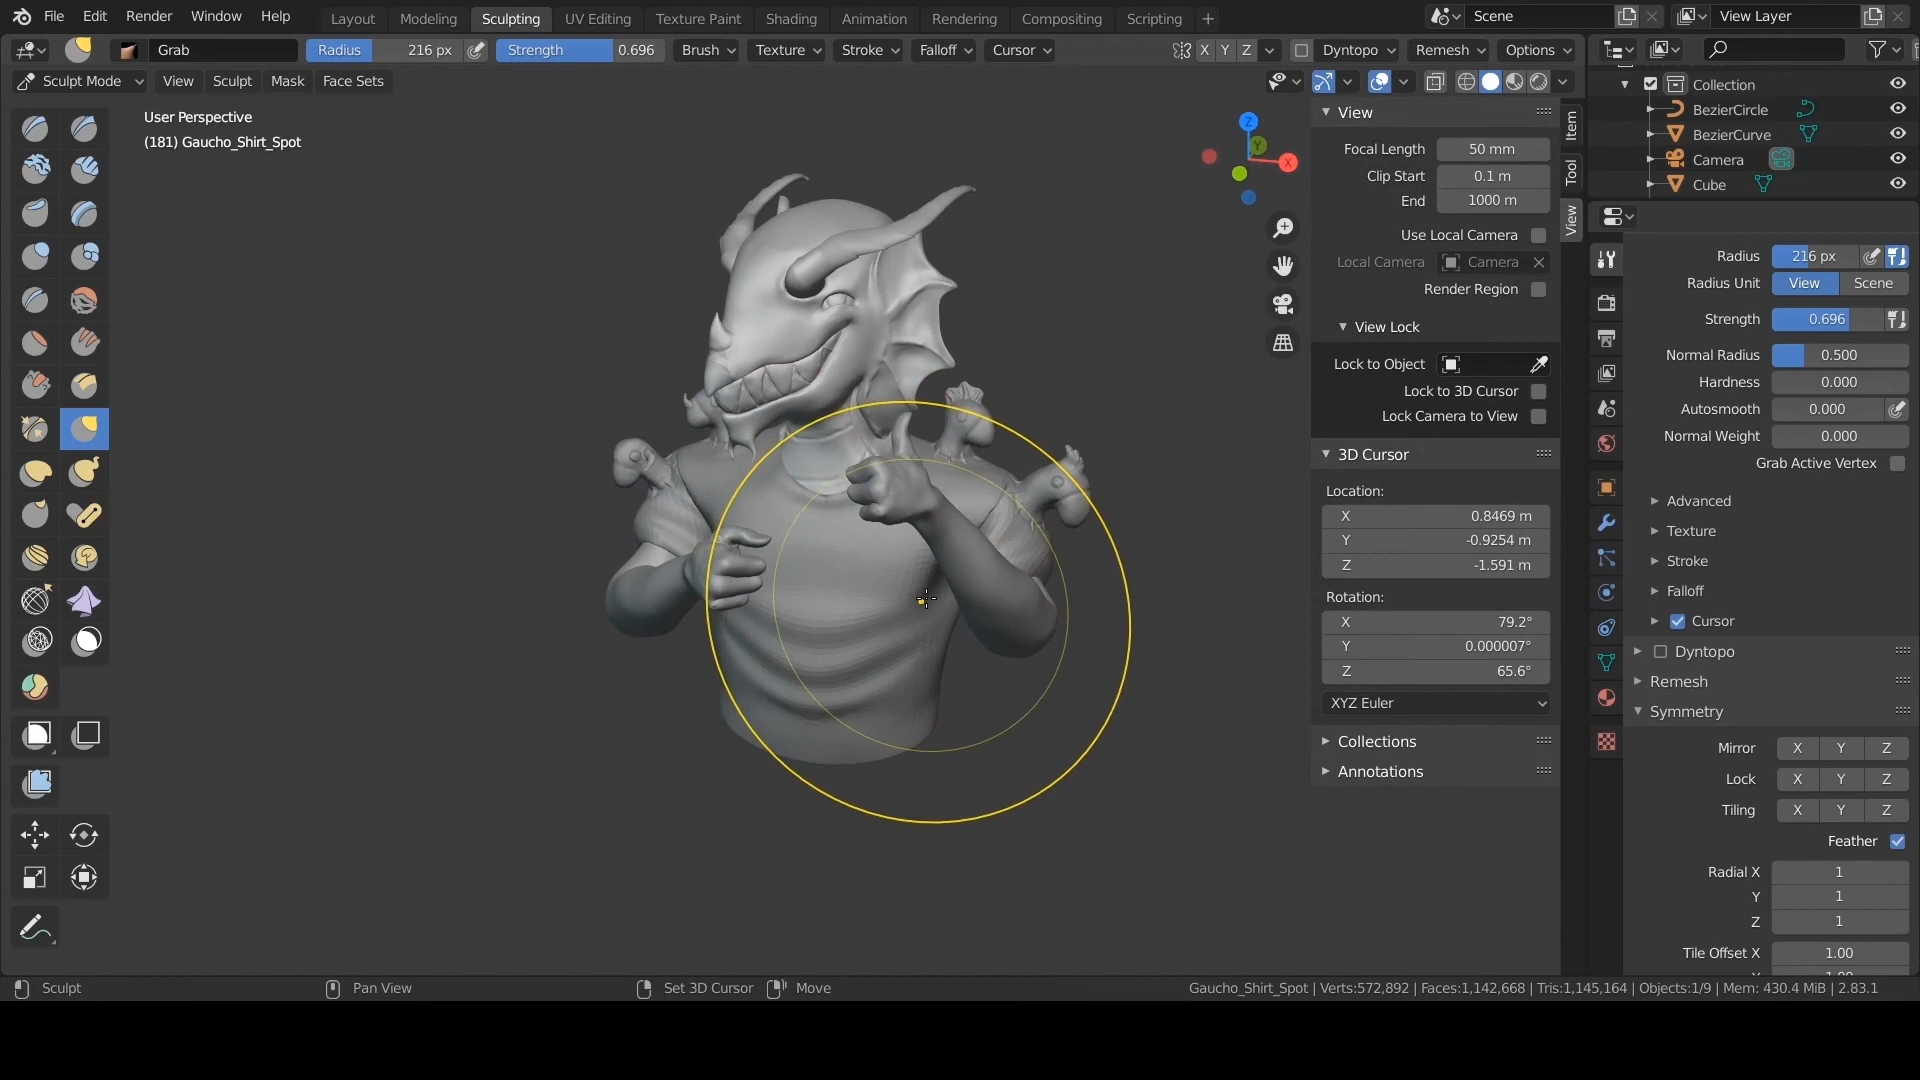 File Edit Render Window Help Layout Modeling Sculpting UV Editing Texture Paint Shading Animation Rendering Compositing Scripting + Scene View Layer
Grab Radius 216 px Strength 0.696 Brush Texture Stroke Falloff Cursor X Y Z Dyntopo Remesh Options
Sculpt Mode View Sculpt Mask Face Sets
User Perspective
(181) Gaucho_Shirt_Spot
Z
Y
X
View
Focal Length 50 mm
Clip Start 0.1 m
End 1000 m
Use Local Camera
Local Camera Camera
Render Region
View Lock
Lock to Object
Lock to 3D Cursor
Lock Camera to View
3D Cursor
Location:
X 0.8469 m
Y -0.9254 m
Z -1.591 m
Rotation:
X 79.2°
Y 0.000007°
Z 65.6°
XYZ Euler
Collections
Annotations
Item
Tool
View
Collection
BezierCircle
BezierCurve
Camera
Cube
Radius 216 px
Radius Unit View Scene
Strength 0.696
Normal Radius 0.500
Hardness 0.000
Autosmooth 0.000
Normal Weight 0.000
Grab Active Vertex
Advanced
Texture
Stroke
Falloff
Cursor
Dyntopo
Remesh
Symmetry
Mirror X Y Z
Lock X Y Z
Tiling X Y Z
Feather
Radial X 1
Y 1
Z 1
Tile Offset X 1.00
Sculpt Pan View Set 3D Cursor Move Gaucho_Shirt_Spot | Verts:572,892 | Faces:1,142,668 | Tris:1,145,164 | Objects:1/9 | Mem: 430.4 MiB | 2.83.1